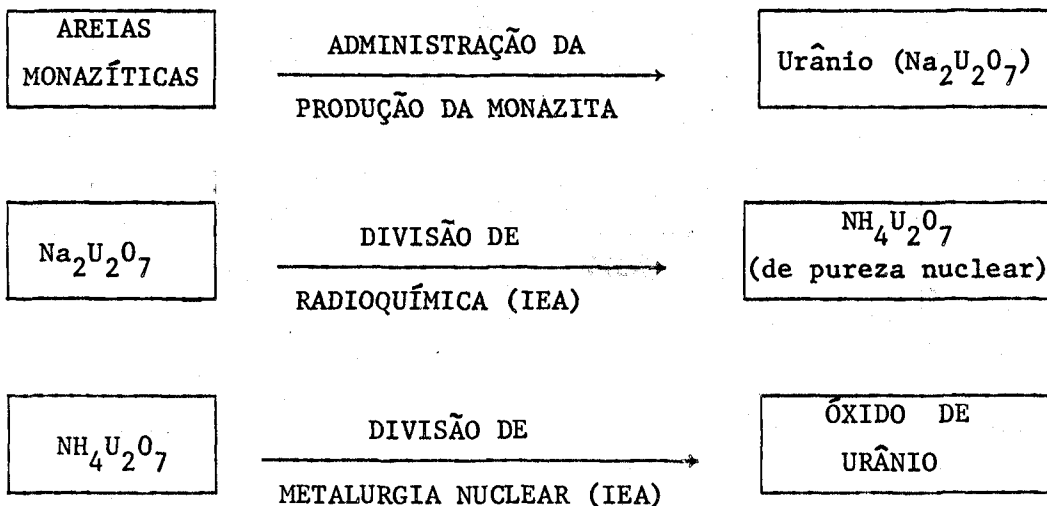 AREIAS
MONAZÍTICAS
ADMINISTRAÇÃO DA
PRODUÇÃO DA MONAZITA
Urânio (Na₂U₂O₇)
Na₂U₂O₇
DIVISÃO DE
RADIOQUÍMICA (IEA)
NH₄U₂O₇
(de pureza nuclear)
NH₄U₂O₇
DIVISÃO DE
METALURGIA NUCLEAR (IEA)
ÓXIDO DE
URÂNIO